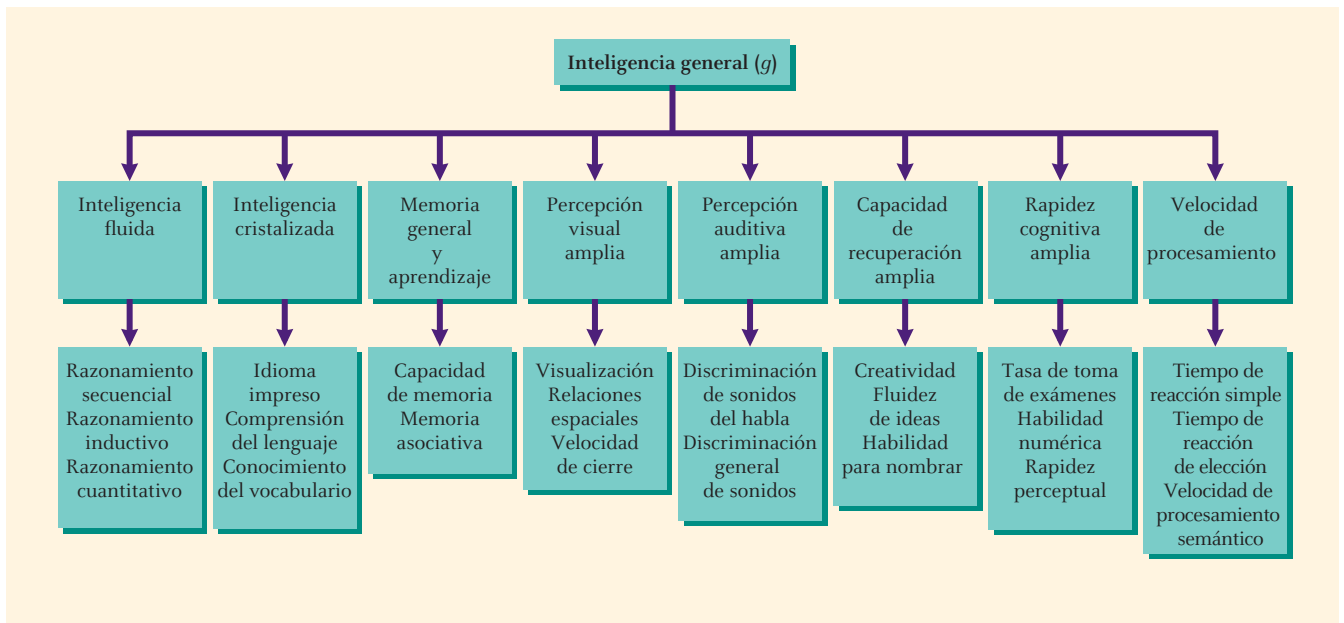 Inteligencia general (g)
Inteligencia
fluida
Inteligencia
cristalizada
Memoria
general
y
aprendizaje
Percepción
visual
amplia
Percepción
auditiva
amplia
Capacidad
de
recuperación
amplia
Rapidez
cognitiva
amplia
Velocidad
de
procesamiento
Razonamiento
secuencial
Razonamiento
inductivo
Razonamiento
cuantitativo
Idioma
impreso
Comprensión
del lenguaje
Conocimiento
del vocabulario
Capacidad
de memoria
Memoria
asociativa
Visualización
Relaciones
espaciales
Velocidad
de cierre
Discriminación
de sonidos
del habla
Discriminación
general
de sonidos
Creatividad
Fluidez
de ideas
Habilidad
para nombrar
Tasa de toma
de exámenes
Habilidad
numérica
Rapidez
perceptual
Tiempo de
reacción simple
Tiempo de
reacción
de elección
Velocidad de
procesamiento
semántico